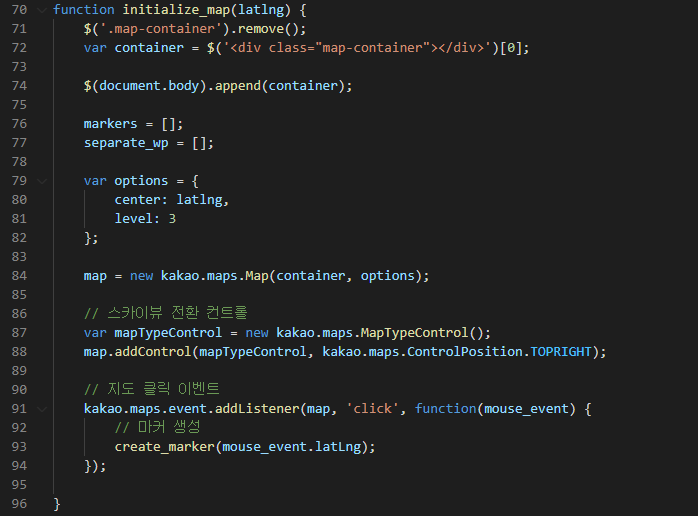 70 function initialize_map(latlng) {
71     $('.map-container').remove();
72     var container = $('<div class="map-container"></div>')[0];
73
74     $(document.body).append(container);
75
76     markers = [];
77     separate_wp = [];
78
79     var options = {
80         center: latlng,
81         level: 3
82     };
83
84     map = new kakao.maps.Map(container, options);
85
86     // 스카이뷰 전환 컨트롤
87     var mapTypeControl = new kakao.maps.MapTypeControl();
88     map.addControl(mapTypeControl, kakao.maps.ControlPosition.TOPRIGHT);
89
90     // 지도 클릭 이벤트
91     kakao.maps.event.addListener(map, 'click', function(mouse_event) {
92         // 마커 생성
93         create_marker(mouse_event.latLng);
94     });
95
96 }